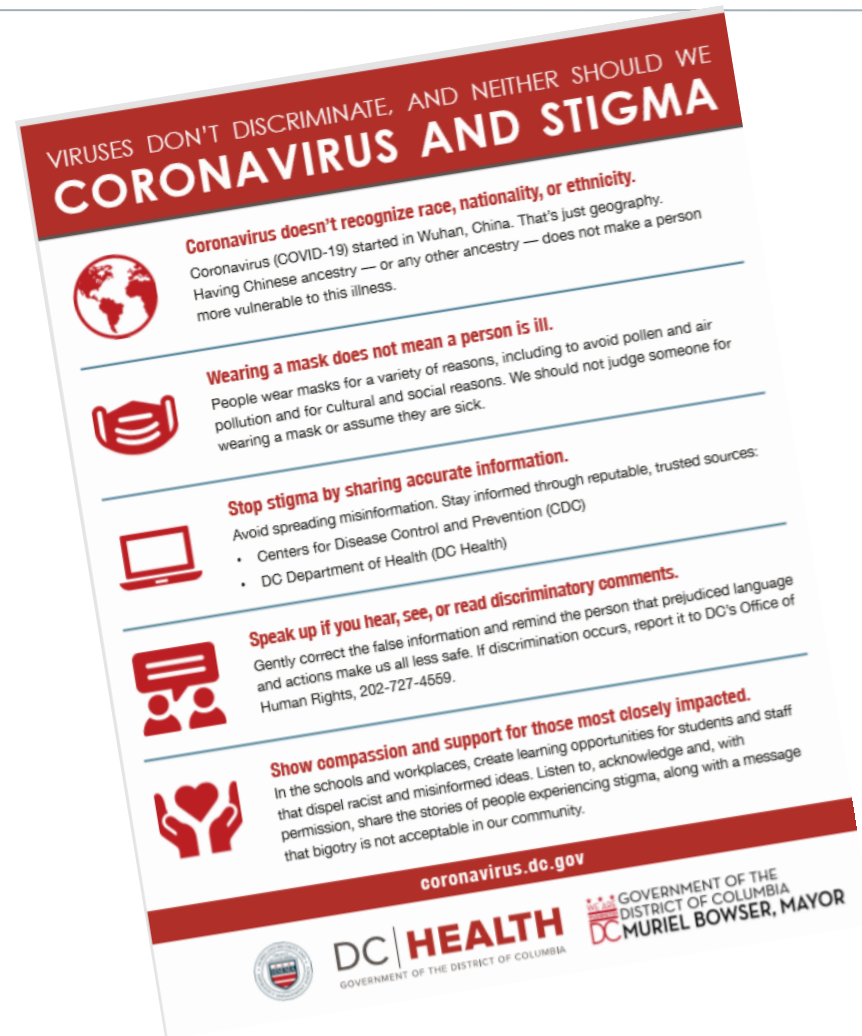 VIRUSES DON'T DISCRIMINATE, AND NEITHER SHOULD WE
CORONAVIRUS AND STIGMA
Coronavirus doesn't recognize race, nationality, or ethnicity.
Coronavirus (COVID-19) started in Wuhan, China. That's just geography.
Having Chinese ancestry — or any other ancestry — does not make a person
more vulnerable to this illness.
Wearing a mask does not mean a person is ill.
People wear masks for a variety of reasons, including to avoid pollen and air
pollution and for cultural and social reasons. We should not judge someone for
wearing a mask or assume they are sick.
Stop stigma by sharing accurate information.
Avoid spreading misinformation. Stay informed through reputable, trusted sources:
• Centers for Disease Control and Prevention (CDC)
• DC Department of Health (DC Health)
Speak up if you hear, see, or read discriminatory comments.
Gently correct the false information and remind the person that prejudiced language
and actions make us all less safe. If discrimination occurs, report it to DC's Office of
Human Rights, 202-727-4559.
Show compassion and support for those most closely impacted.
In the schools and workplaces, create learning opportunities for students and staff
that dispel racist and misinformed ideas. Listen to, acknowledge and, with
permission, share the stories of people experiencing stigma, along with a message
that bigotry is not acceptable in our community.
coronavirus.dc.gov
DC HEALTH
GOVERNMENT OF THE DISTRICT OF COLUMBIA
WE ARE
DC
GOVERNMENT OF THE
DISTRICT OF COLUMBIA
MURIEL BOWSER, MAYOR